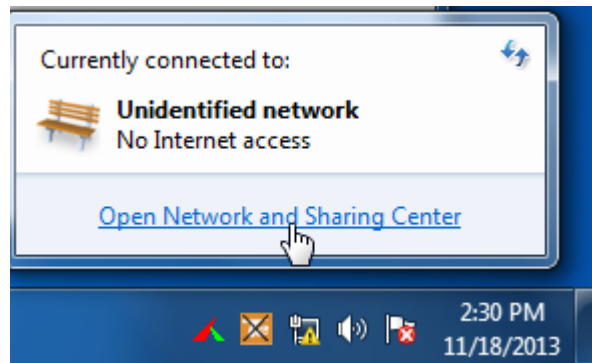 Currently connected to:
Unidentified network
No Internet access
Open Network and Sharing Center
2:30 PM
11/18/2013